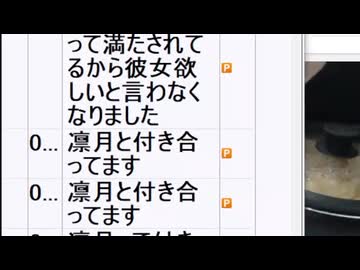 って満たされて
るから彼女欲
しいと言わなく
なりました
0... 凛月と付き合
ってます
0... 凛月と付き合
ってます